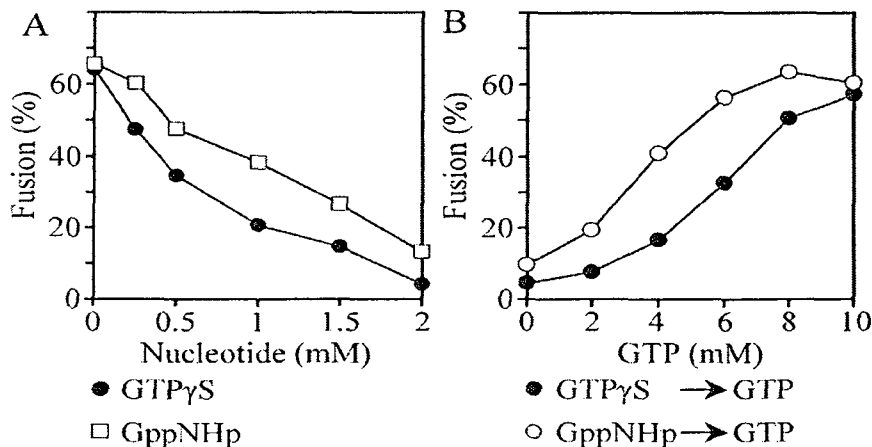 A
Fusion (%)
60
40
20
0
0 0.5 1 1.5 2
Nucleotide (mM)
● GTPγS
□ GppNHp
B
Fusion (%)
60
40
20
0
0 2 4 6 8 10
GTP (mM)
● GTPγS → GTP
○ GppNHp → GTP